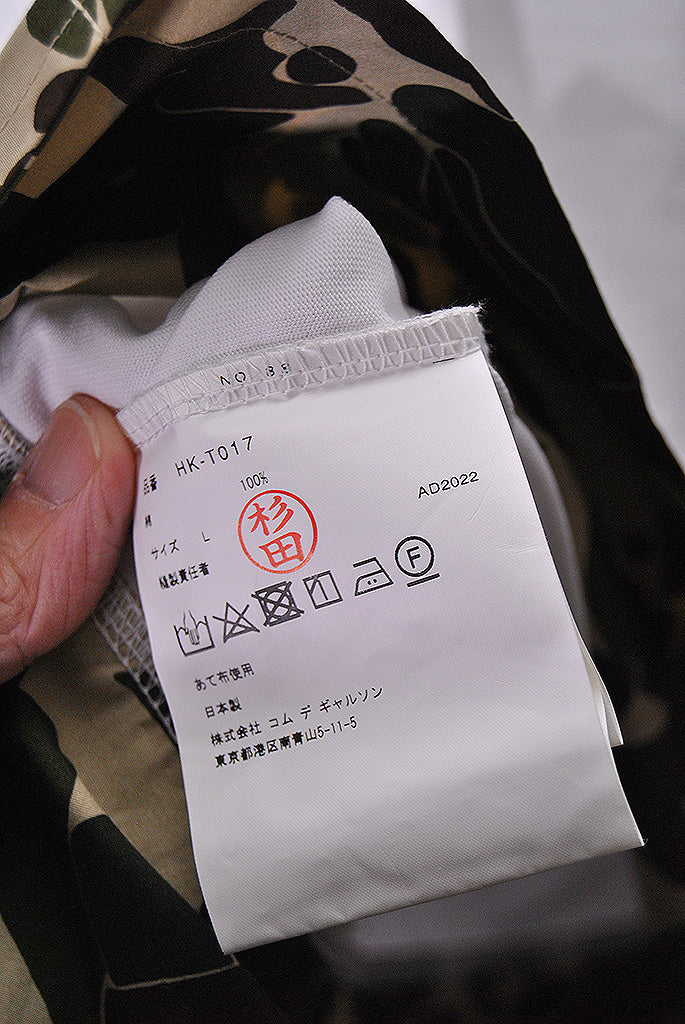 NO 88
品番 HK-T017
綿 100%
AD2022
サイズ L
縫製責任者 杉田
F
あて布使用
日本製
株式会社 コム デ ギャルソン
東京都港区南青山5-11-5